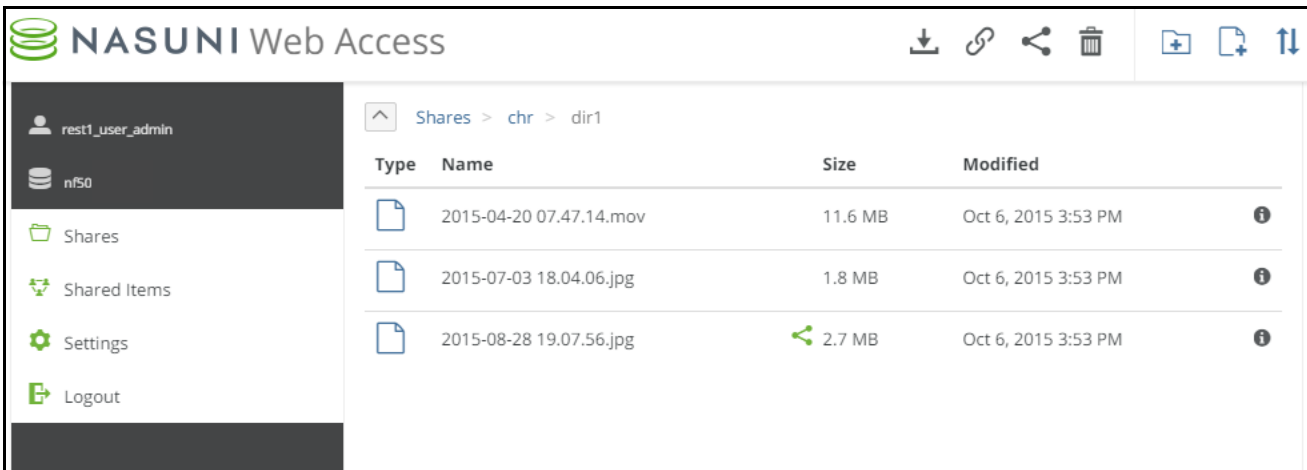 NASUNI Web Access
rest1_user_admin
nf50
Shares
Shared Items
Settings
Logout
Shares > chr > dir1
Type Name Size Modified
2015-04-20 07.47.14.mov 11.6 MB Oct 6, 2015 3:53 PM
2015-07-03 18.04.06.jpg 1.8 MB Oct 6, 2015 3:53 PM
2015-08-28 19.07.56.jpg 2.7 MB Oct 6, 2015 3:53 PM